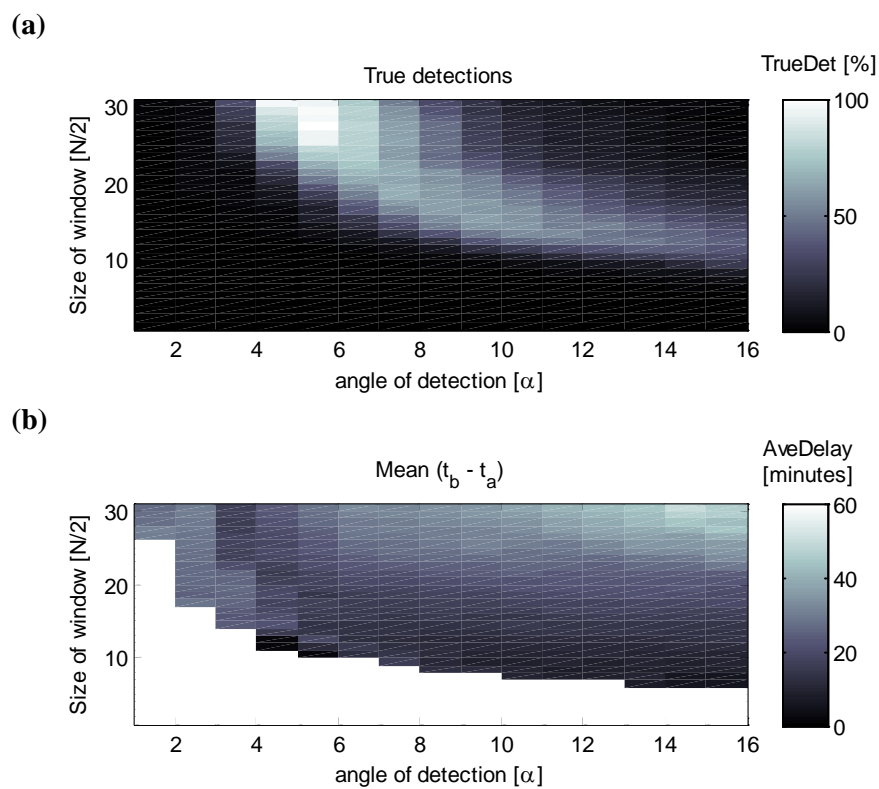 (a)
True detections
TrueDet [%]
Size of window [N/2]
30
20
10
2 4 6 8 10 12 14 16
angle of detection [α]
100
50
0
(b)
Mean (t_b - t_a)
AveDelay
[minutes]
Size of window [N/2]
30
20
10
2 4 6 8 10 12 14 16
angle of detection [α]
60
40
20
0